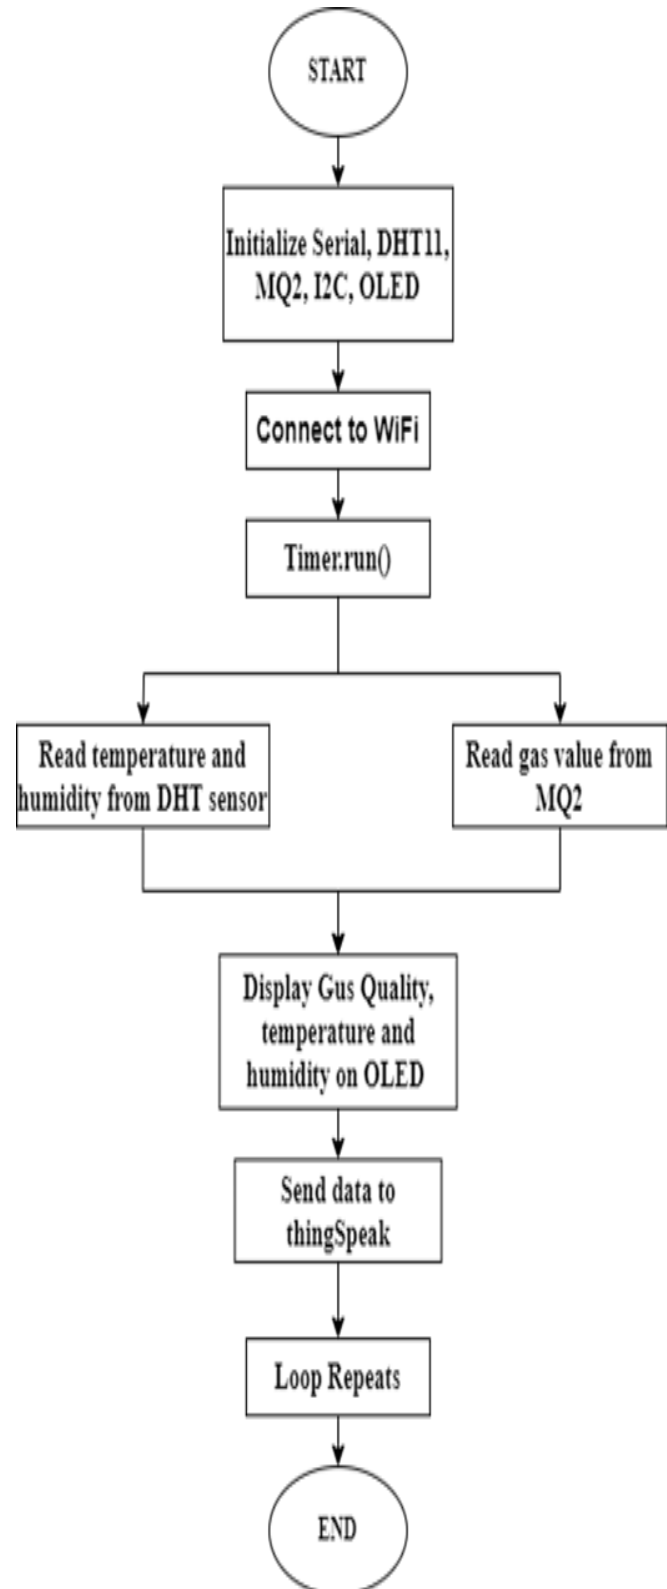 START
Initialize Serial, DHT11,
MQ2, I2C, OLED
Connect to WiFi
Timer.run()
Read temperature and
humidity from DHT sensor
Read gas value from
MQ2
Display Gus Quality,
temperature and
humidity on OLED
Send data to
thingSpeak
Loop Repeats
END